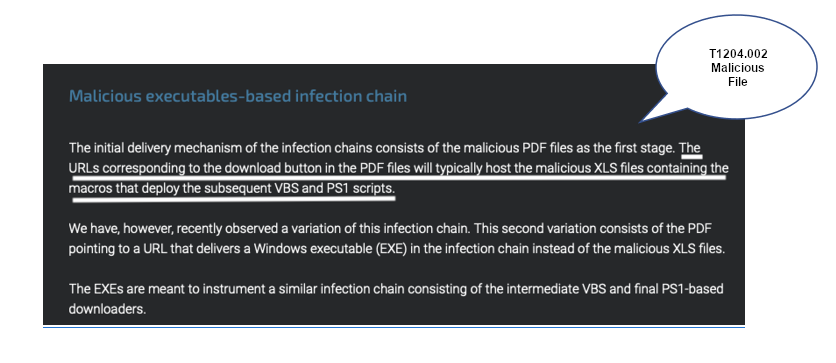 T1204.002
Malicious
File
Malicious executables-based infection chain
The initial delivery mechanism of the infection chains consists of the malicious PDF files as the first stage. The
URLs corresponding to the download button in the PDF files will typically host the malicious XLS files containing the
macros that deploy the subsequent VBS and PS1 scripts.
We have, however, recently observed a variation of this infection chain. This second variation consists of the PDF
pointing to a URL that delivers a Windows executable (EXE) in the infection chain instead of the malicious XLS files.
The EXEs are meant to instrument a similar infection chain consisting of the intermediate VBS and final PS1-based
downloaders.